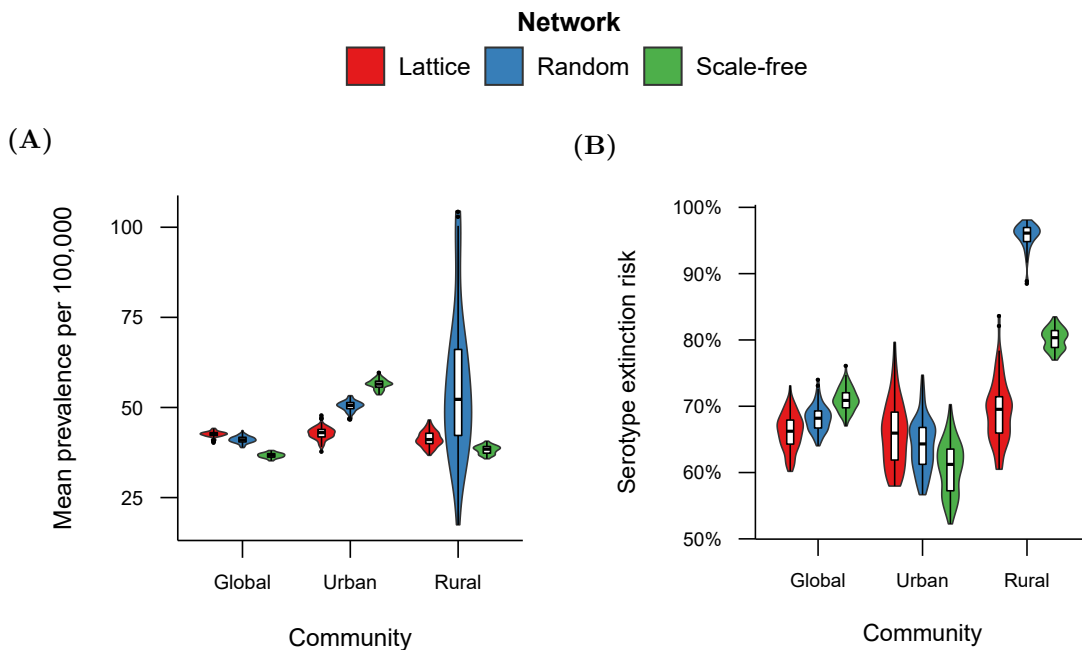 Network
Lattice Random Scale-free
(A)
Mean prevalence per 100,000
100
75
50
25
Global Urban Rural
Community
(B)
Serotype extinction risk
100%
90%
80%
70%
60%
50%
Global Urban Rural
Community